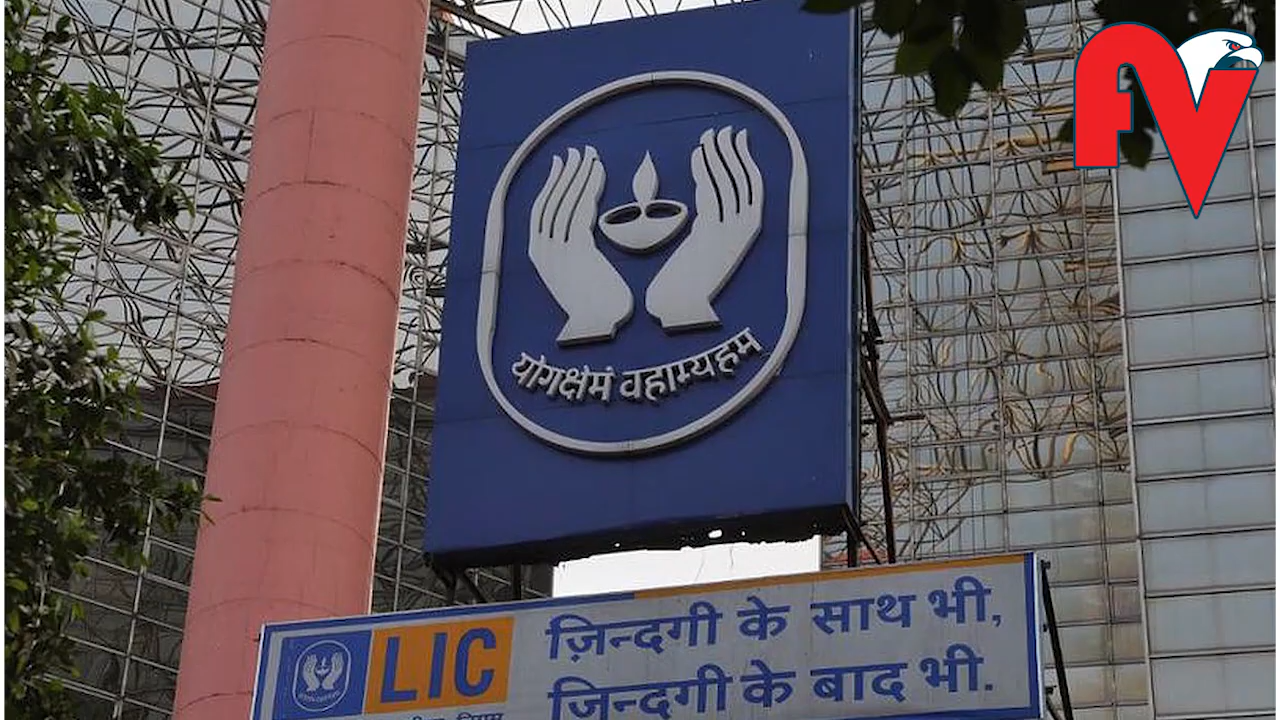 योगक्षेमं वहाम्यहम
LIC
ज़िन्दगी के साथ भी,
ज़िन्दगी के बाद भी.